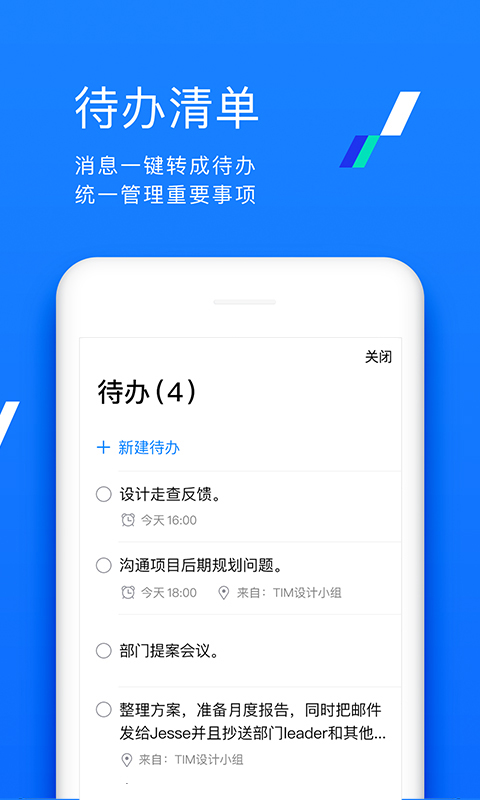 待办清单
消息一键转成待办
统一管理重要事项
关闭
待办(4)
+ 新建待办
设计走查反馈。
今天 16:00
沟通项目后期规划问题。
今天 18:00 来自：TIM设计小组
部门提案会议。
整理方案，准备月度报告，同时把邮件
发给Jesse并且抄送部门leader和其他...
来自：TIM设计小组